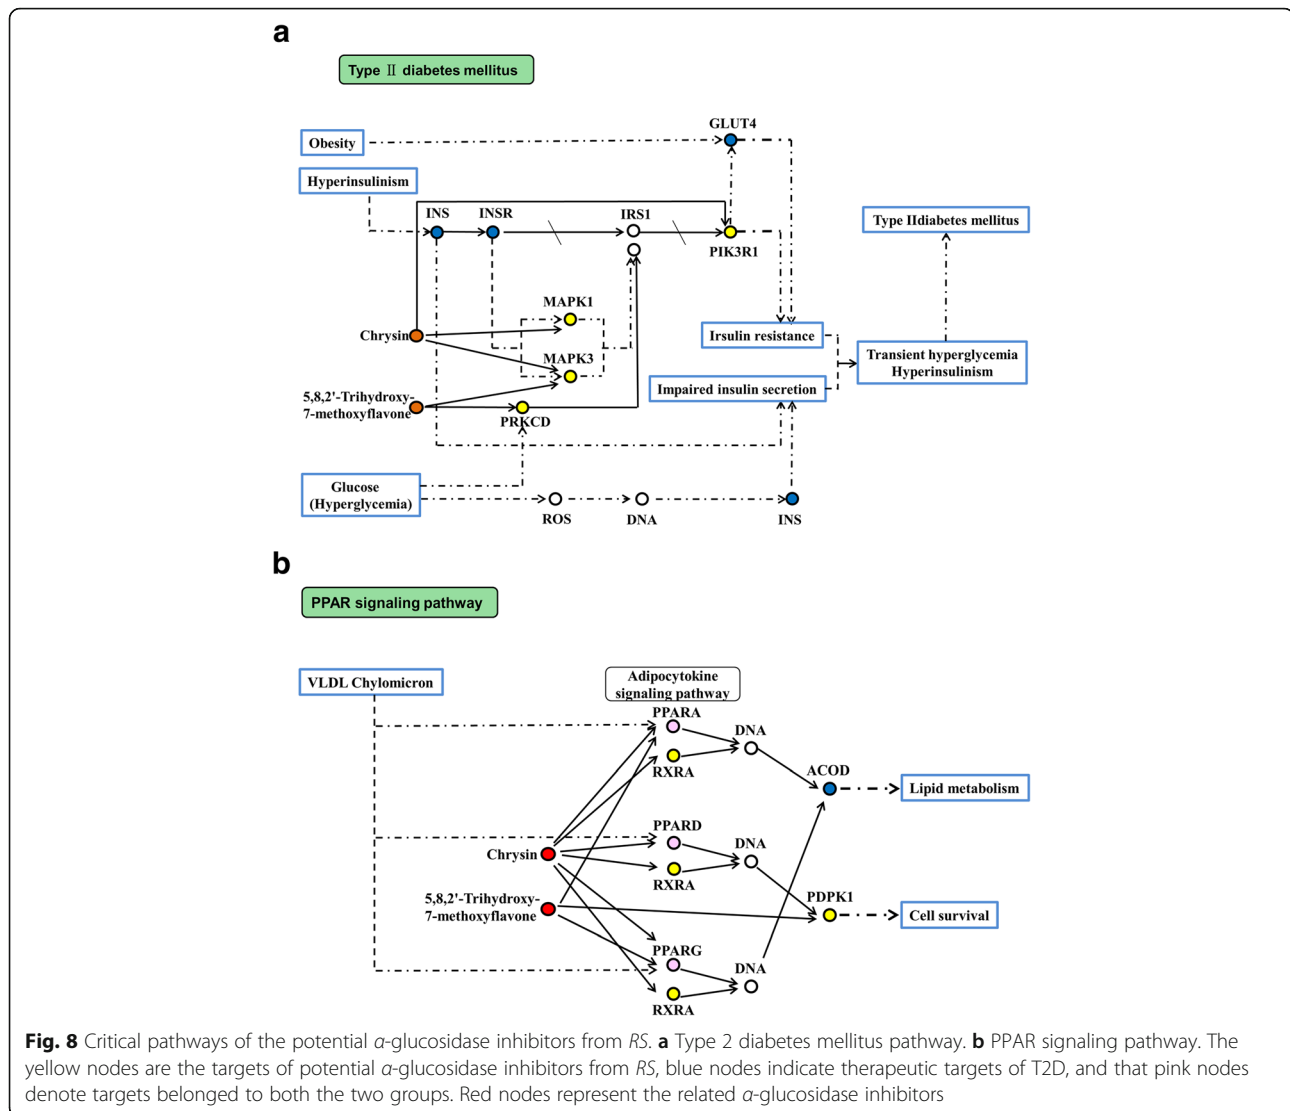 a
Type II diabetes mellitus
GLUT4
Obesity
Hyperinsulinism
INS
INSR
IRS1
PIK3R1
Type IIdiabetes mellitus
MAPK1
Chrysin
MAPK3
Irsulin resistance
Transient hyperglycemia
Hyperinsulinism
Impaired insulin secretion
5,8,2'-Trihydroxy-
7-methoxyflavone
PRKCD
Glucose
(Hyperglycemia)
ROS
DNA
INS
b
PPAR signaling pathway
VLDL Chylomicron
Adipocytokine
signaling pathway
PPARA
DNA
RXRA
ACOD
Lipid metabolism
PPARD
DNA
Chrysin
RXRA
5,8,2'-Trihydroxy-
7-methoxyflavone
PDPK1
Cell survival
PPARG
DNA
RXRA
Fig. 8 Critical pathways of the potential α-glucosidase inhibitors from RS. a Type 2 diabetes mellitus pathway. b PPAR signaling pathway. The
yellow nodes are the targets of potential α-glucosidase inhibitors from RS, blue nodes indicate therapeutic targets of T2D, and that pink nodes
denote targets belonged to both the two groups. Red nodes represent the related α-glucosidase inhibitors